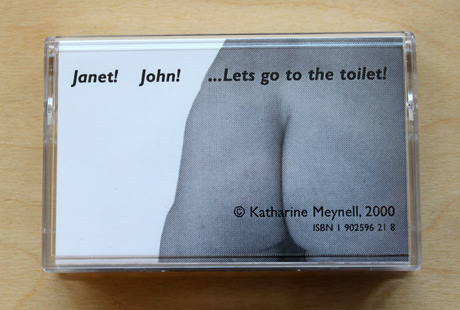 Janet! John! ...Lets go to the toilet!
© Katharine Meynell, 2000
ISBN 1 902596 21 8